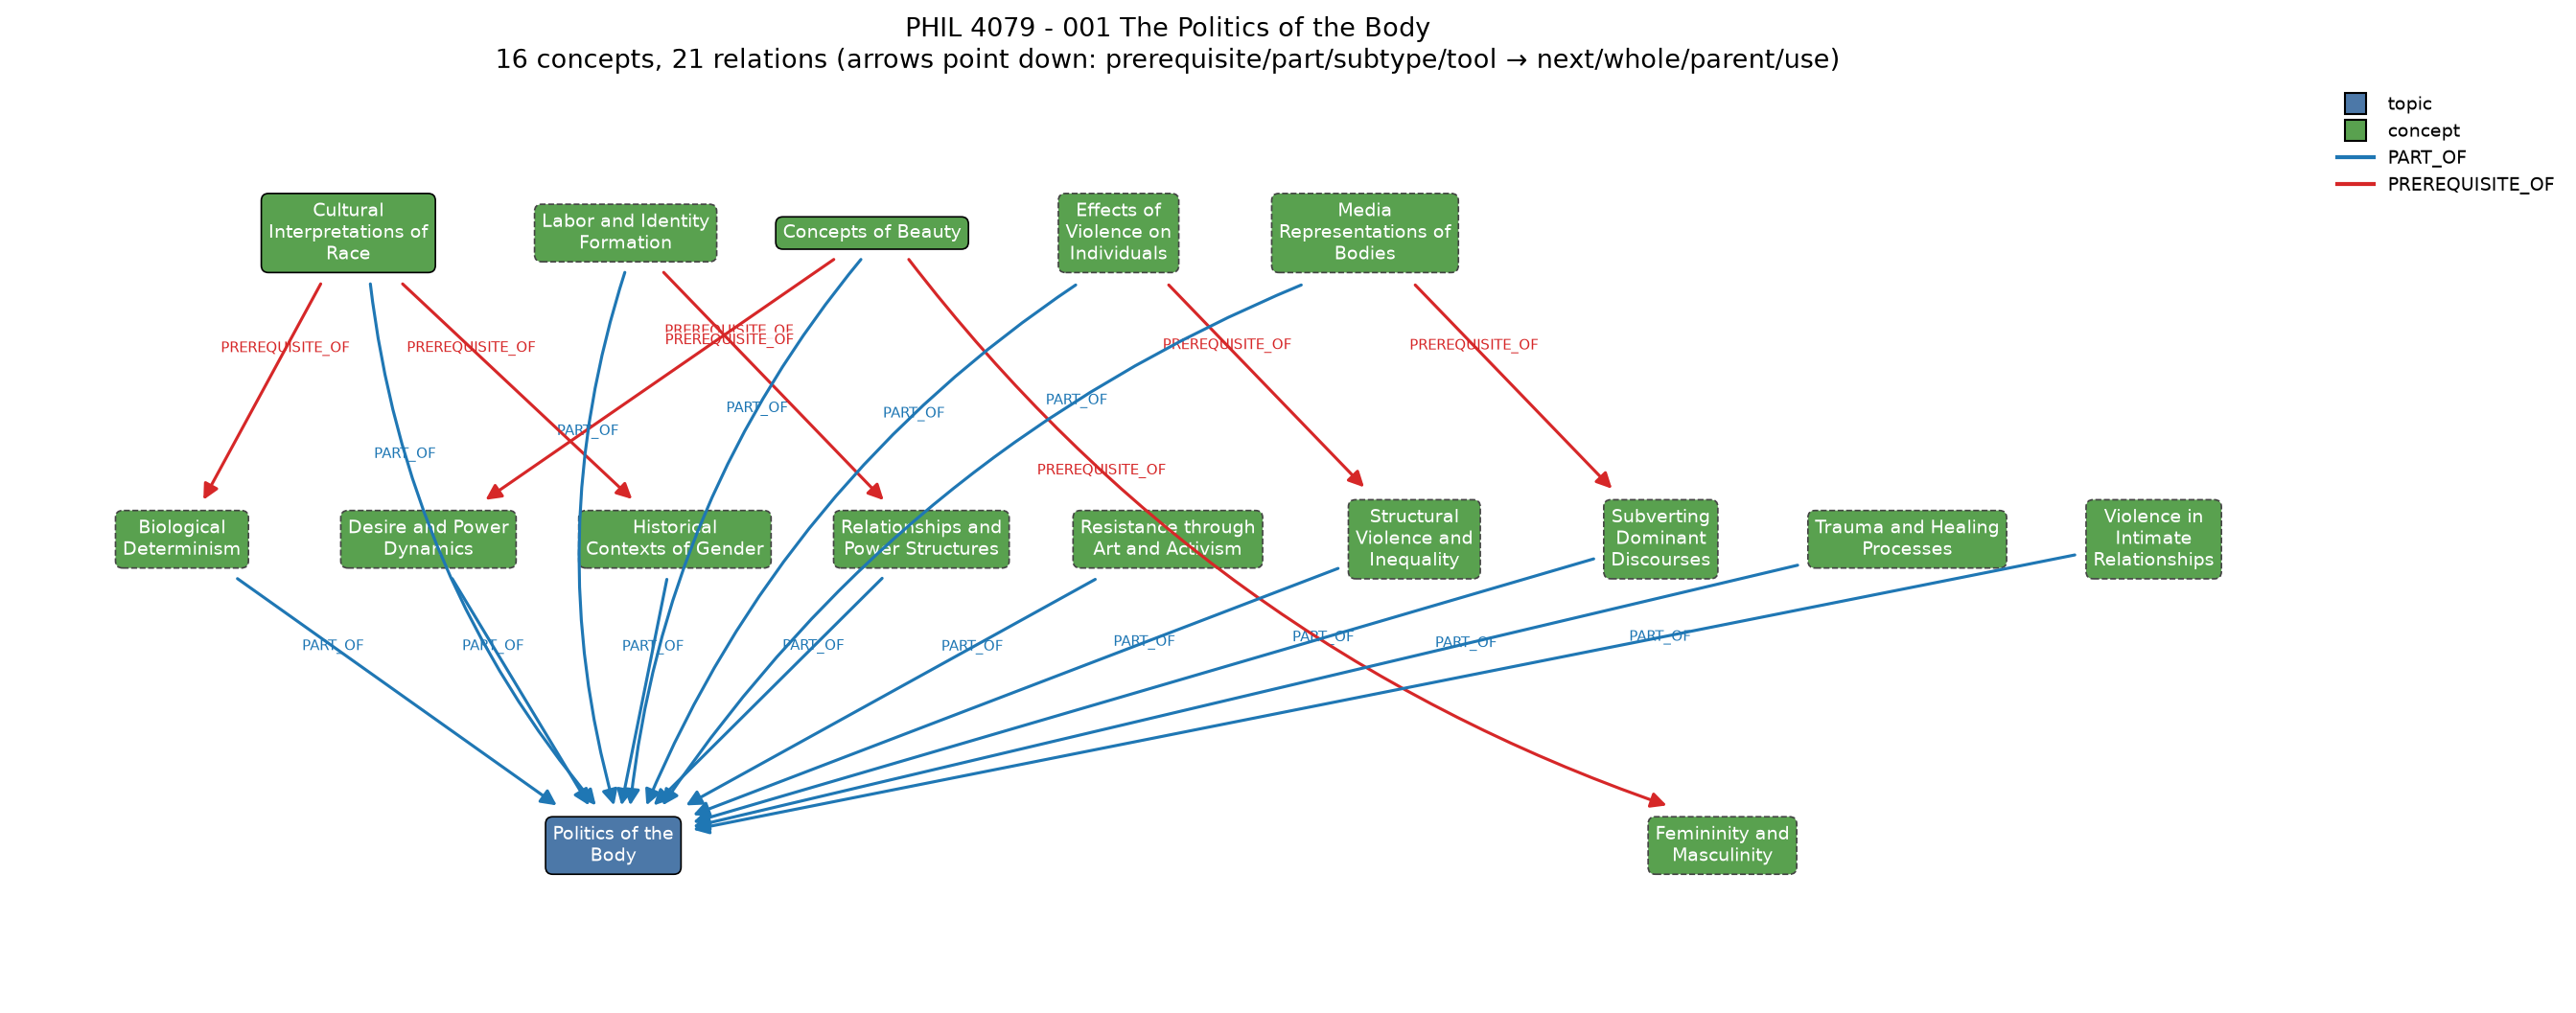 PHIL 4079 - 001 The Politics of the Body
16 concepts, 21 relations (arrows point down: prerequisite/part/subtype/tool → next/whole/parent/use)
topic
concept
PART_OF
PREREQUISITE_OF
Cultural
Interpretations of
Race
Labor and Identity
Formation
Concepts of Beauty
Effects of
Violence on
Individuals
Media
Representations of
Bodies
PREREQUISITE_OF
PREREQUISITE_OF
PREREQUISITE_OF
PREREQUISITE_OF
PREREQUISITE_OF
PREREQUISITE_OF
PART_OF
PART_OF
PART_OF
PART_OF
PART_OF
PREREQUISITE_OF
Biological
Determinism
Desire and Power
Dynamics
Historical
Contexts of Gender
Relationships and
Power Structures
Resistance through
Art and Activism
Structural
Violence and
Inequality
Subverting
Dominant
Discourses
Trauma and Healing
Processes
Violence in
Intimate
Relationships
PART_OF
PART_OF
PART_OF
PART_OF
PART_OF
PART_OF
PART_OF
PART_OF
PART_OF
Politics of the
Body
Femininity and
Masculinity